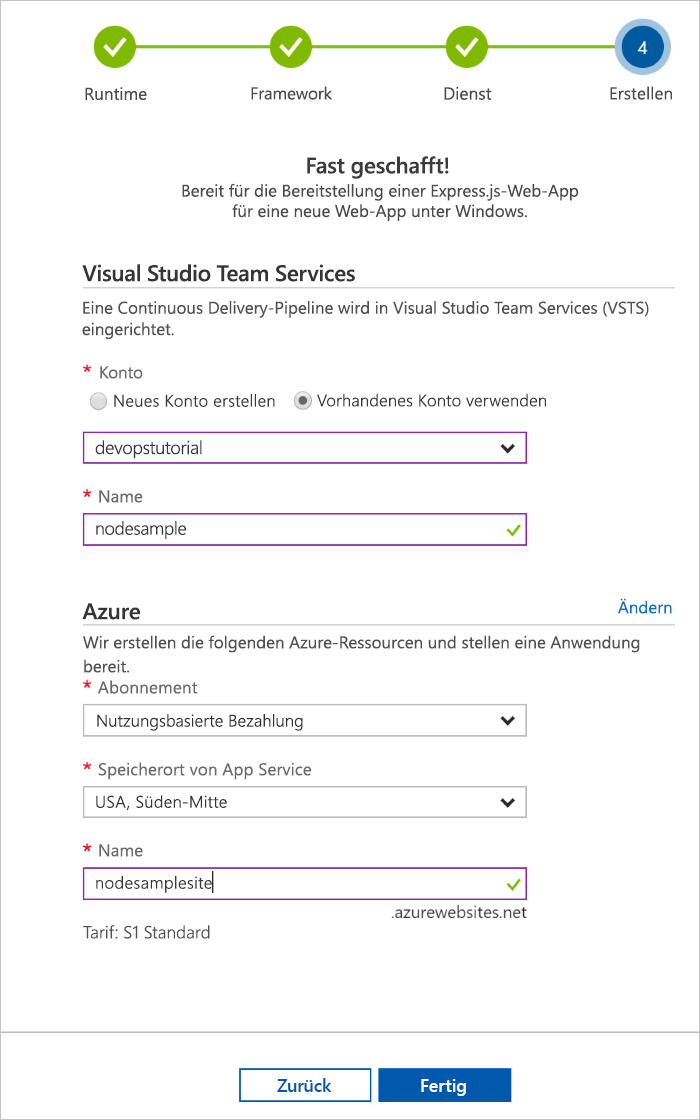 4
Runtime
Framework
Dienst
Erstellen
Fast geschafft!
Bereit für die Bereitstellung einer Express.js-Web-App
für eine neue Web-App unter Windows.
Visual Studio Team Services
Eine Continuous Delivery-Pipeline wird in Visual Studio Team Services (VSTS)
eingerichtet.
* Konto
Neues Konto erstellen
Vorhandenes Konto verwenden
devopstutorial
* Name
nodesample
Azure
Ändern
Wir erstellen die folgenden Azure-Ressourcen und stellen eine Anwendung
bereit.
* Abonnement
Nutzungsbasierte Bezahlung
* Speicherort von App Service
USA, Süden-Mitte
* Name
nodesamplesite
.azurewebsites.net
Tarif: S1 Standard
Zurück
Fertig